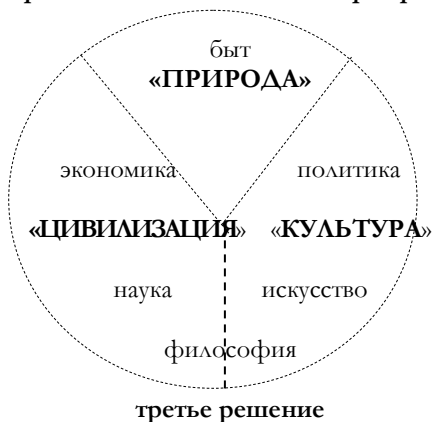 быт
«ПРИРОДА»
экономика
политика
«ЦИВИЛИЗАЦИЯ»
«КУЛЬТУРА»
наука
искусство
философия
третье решение